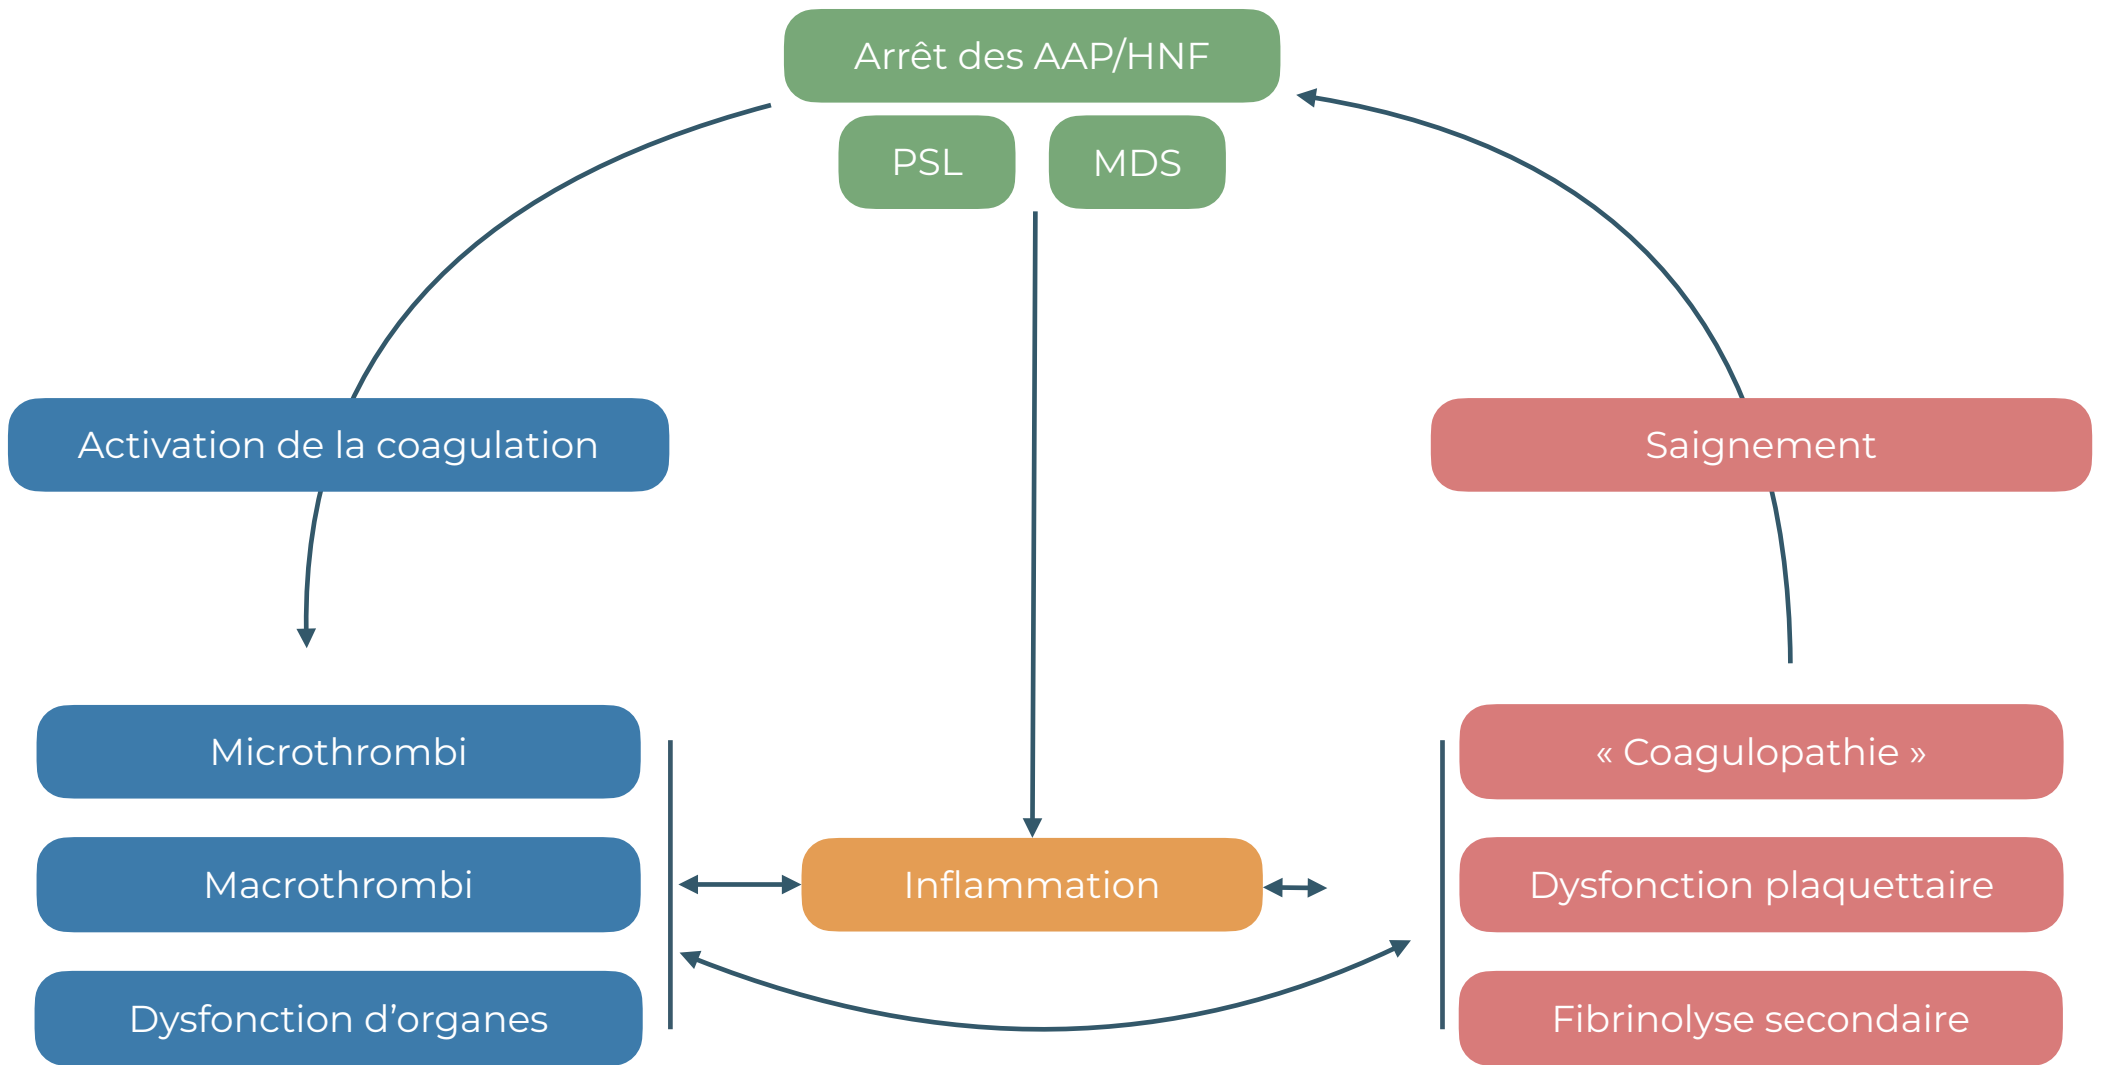 Arrêt des AAP/HNF
PSL
MDS
Activation de la coagulation
Saignement
Microthrombi
« Coagulopathie »
Macrothrombi
Inflammation
Dysfonction plaquettaire
Dysfonction d’organes
Fibrinolyse secondaire